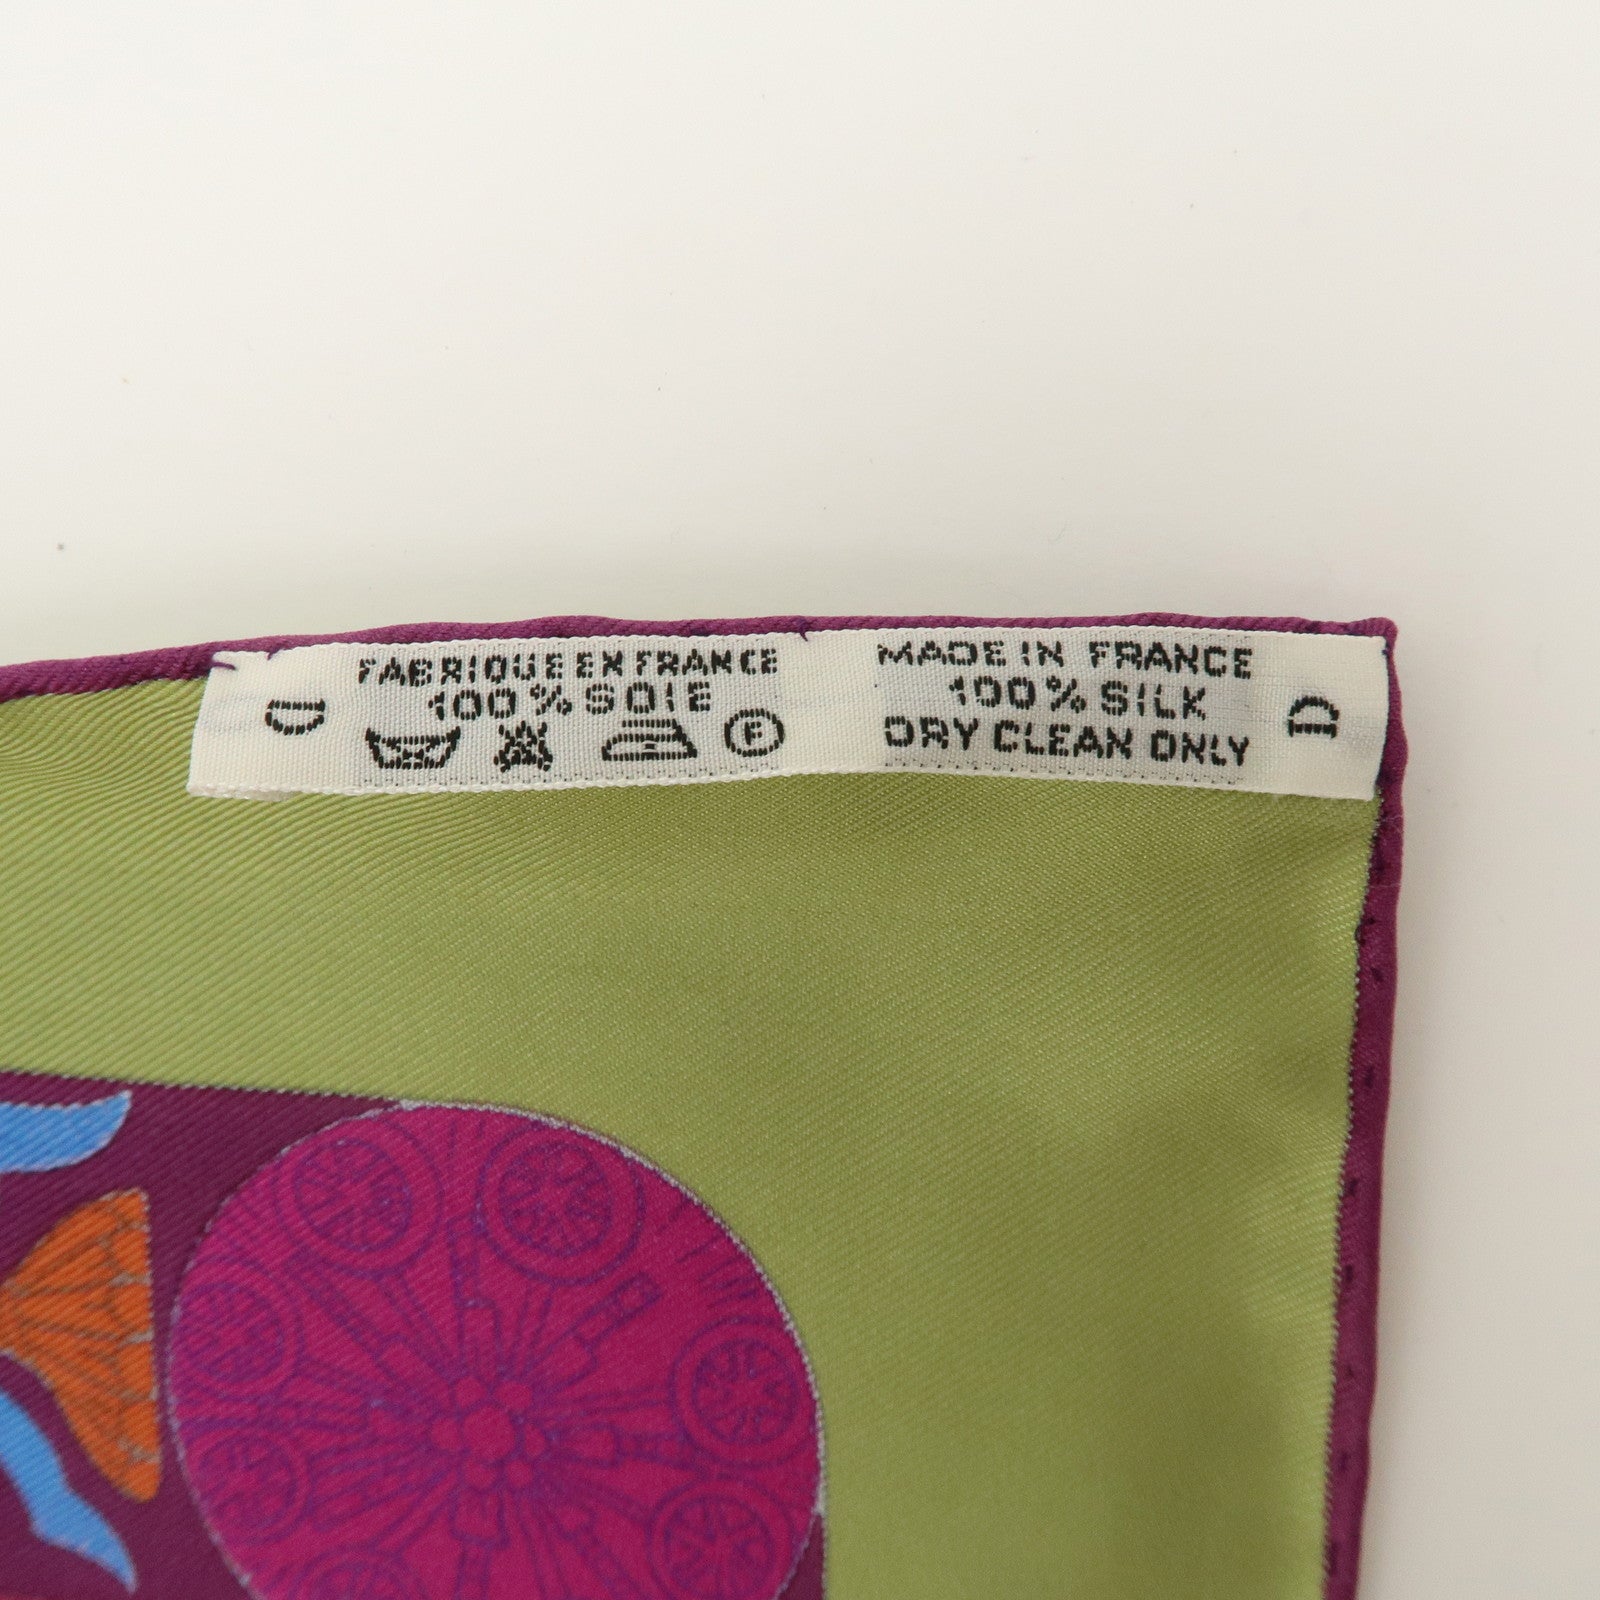 D
FABRIQUE EN FRANCE
100% SOIE
F
MADE IN FRANCE
100% SILK
DRY CLEAN ONLY
D